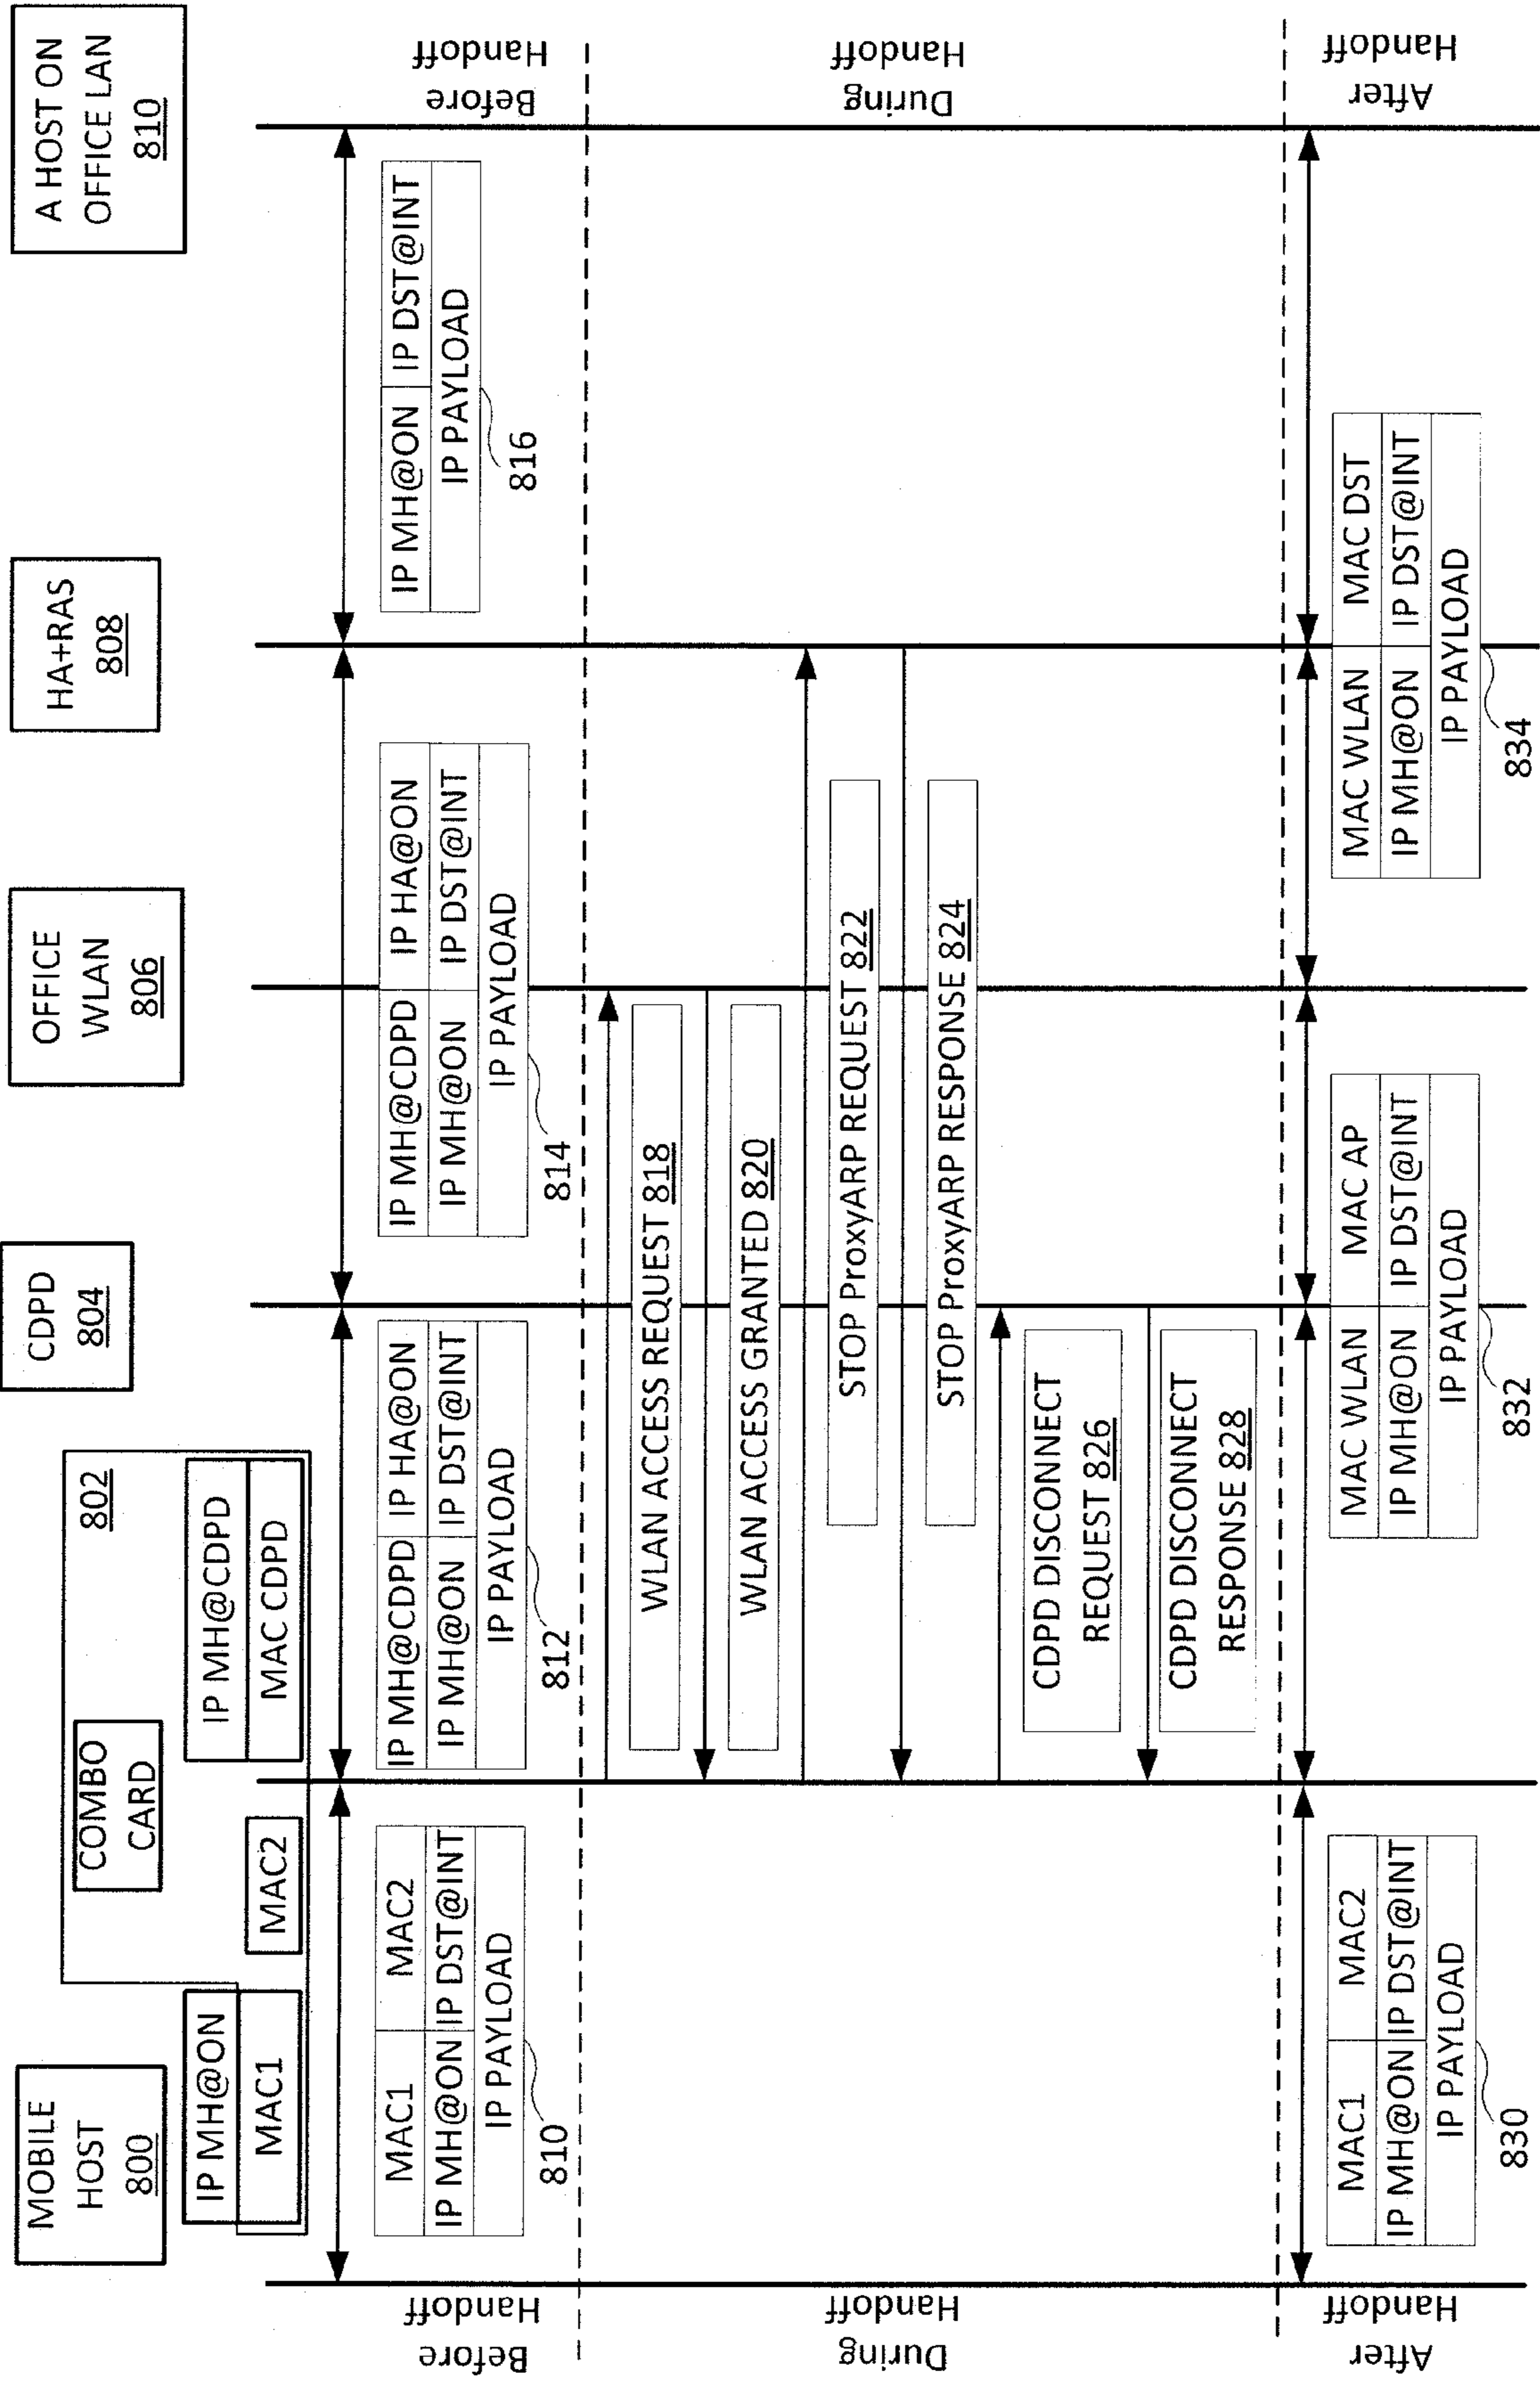 MOBILE
HOST
800
IP MH@ON
MAC1
COMBO
CARD
802
MAC2
IP MH@CDPD
MAC CDPD
CDPD
804
OFFICE
WLAN
806
HA+RAS
808
A HOST ON
OFFICE LAN
810
Before
Handoff
MAC1 MAC2
IP MH@ON IP DST@INT
IP PAYLOAD
810
IP MH@CDPD IP HA@ON
IP MH@ON IP DST@INT
IP PAYLOAD
812
IP MH@CDPD IP HA@ON
IP MH@ON IP DST@INT
IP PAYLOAD
814
IP MH@ON IP DST@INT
IP PAYLOAD
816
Before
Handoff
During
Handoff
WLAN ACCESS REQUEST 818
WLAN ACCESS GRANTED 820
STOP ProxyARP REQUEST 822
STOP ProxyARP RESPONSE 824
CDPD DISCONNECT
REQUEST 826
CDPD DISCONNECT
RESPONSE 828
During
Handoff
After
Handoff
MAC1 MAC2
IP MH@ON IP DST@INT
IP PAYLOAD
830
MAC WLAN MAC AP
IP MH@ON IP DST@INT
IP PAYLOAD
832
MAC WLAN MAC DST
IP MH@ON IP DST@INT
IP PAYLOAD
834
After
Handoff